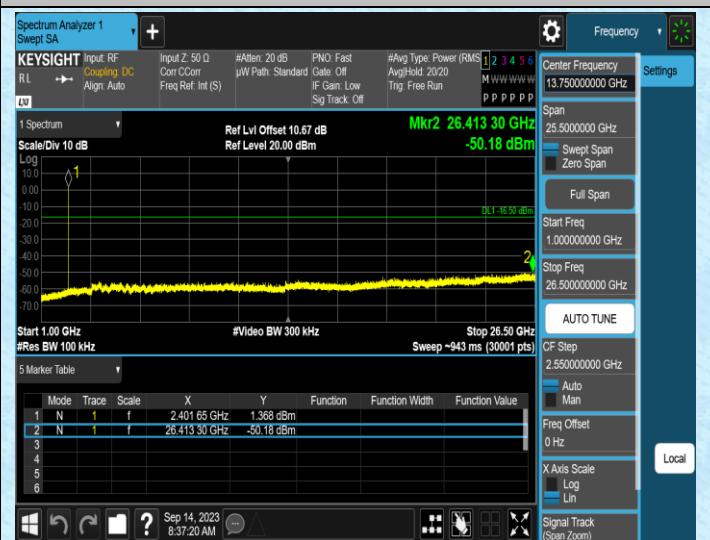 Spectrum Analyzer 1
Swept SA
+
Frequency
KEYSIGHT
RL
LXI
Input: RF
Coupling: DC
Align: Auto
Input Z: 50 Ω
Corr CCorr
Freq Ref: Int (S)
#Atten: 20 dB
µW Path: Standard
PNO: Fast
Gate: Off
IF Gain: Low
Sig Track: Off
#Avg Type: Power (RMS
Avg|Hold: 20/20
Trig: Free Run
1 2 3 4 5 6
M W W W W W
P P P P P P
1 Spectrum
Scale/Div 10 dB
Ref Lvl Offset 10.67 dB
Ref Level 20.00 dBm
Mkr2 26.413 30 GHz
-50.18 dBm
Log
10.0
0.00
-10.0
-20.0
-30.0
-40.0
-50.0
-60.0
-70.0
1
DL1 -16.50 dBm
2
Start 1.00 GHz
#Res BW 100 kHz
#Video BW 300 kHz
Stop 26.50 GHz
Sweep ~943 ms (30001 pts)
5 Marker Table
Mode Trace Scale X Y Function Function Width Function Value
1 N 1 f 2.401 65 GHz 1.368 dBm
2 N 1 f 26.413 30 GHz -50.18 dBm
3
4
5
6
?
Sep 14, 2023
8:37:20 AM
Center Frequency
13.750000000 GHz
Span
25.5000000 GHz
Swept Span
Zero Span
Full Span
Start Freq
1.000000000 GHz
Stop Freq
26.500000000 GHz
AUTO TUNE
CF Step
2.550000000 GHz
Auto
Man
Freq Offset
0 Hz
X Axis Scale
Log
Lin
Signal Track
(Span Zoom)
Settings
Local